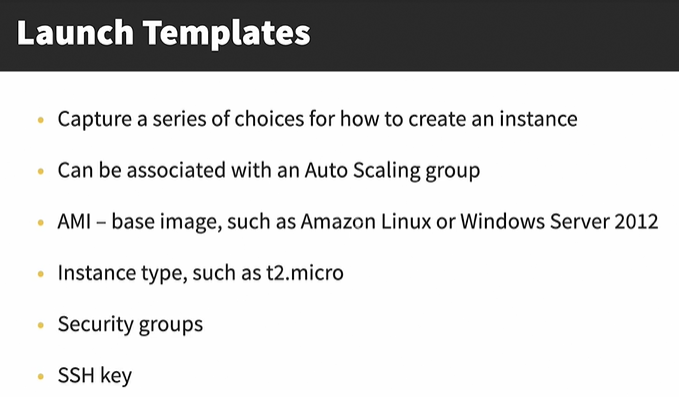 Launch Templates
• Capture a series of choices for how to create an instance
• Can be associated with an Auto Scaling group
• AMI – base image, such as Amazon Linux or Windows Server 2012
• Instance type, such as t2.micro
• Security groups
• SSH key